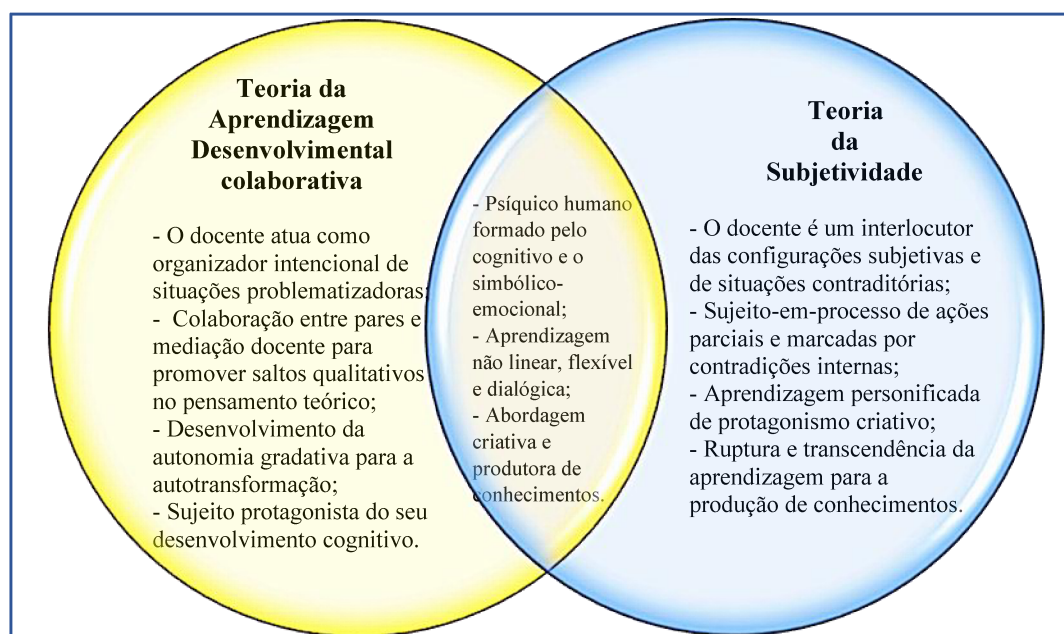 Teoria da
Aprendizagem
Desenvolvimental
colaborativa
- O docente atua como
organizador intencional de
situações problematizadoras;
- Colaboração entre pares e
mediação docente para
promover saltos qualitativos
no pensamento teórico;
- Desenvolvimento da
autonomia gradativa para a
autotransformação;
- Sujeito protagonista do seu
desenvolvimento cognitivo.
- Psíquico humano
formado pelo
cognitivo e o
simbólico-
emocional;
- Aprendizagem
não linear, flexível
e dialógica;
- Abordagem
criativa e
produtora de
conhecimentos.
Teoria
da
Subjetividade
- O docente é um interlocutor
das configurações subjetivas e
de situações contraditórias;
- Sujeito-em-processo de ações
parciais e marcadas por
contradições internas;
- Aprendizagem personificada
de protagonismo criativo;
- Ruptura e transcendência da
aprendizagem para a
produção de conhecimentos.